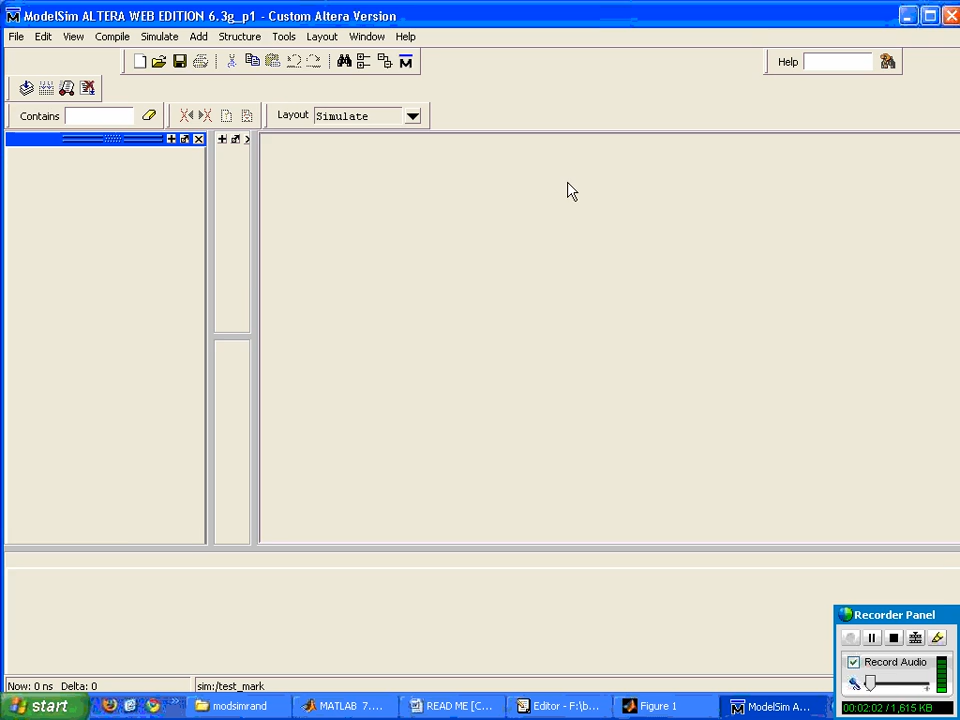 ModelSim ALTERA WEB EDITION 6.3g_p1 - Custom Altera Version
File Edit View Compile Simulate Add Structure Tools Layout Window Help
Help
Contains Layout Simulate
Recorder Panel
Record Audio
Now: 0 ns Delta: 0 sim:/test_mark
00:02:02 / 1,615 KB
start modsimrand MATLAB 7.... READ ME [C... Editor - F:\b... Figure 1 ModelSim A...